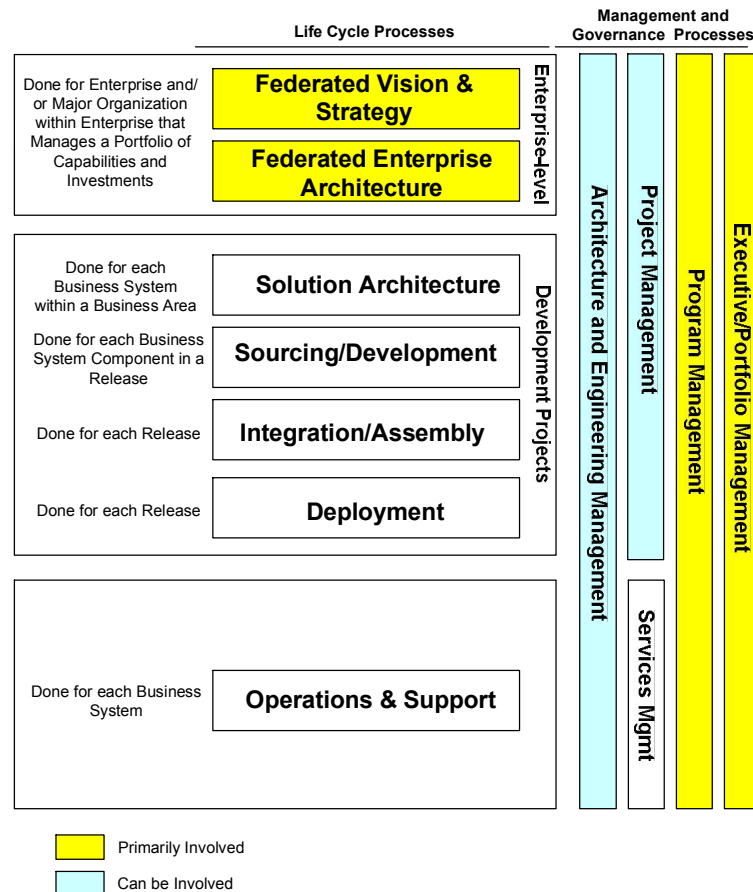 Life Cycle Processes
Management and
Governance Processes
Done for Enterprise and/
or Major Organization
within Enterprise that
Manages a Portfolio of
Capabilities and
Investments
Federated Vision &
Strategy
Federated Enterprise
Architecture
Enterprise-level
Done for each
Business System
within a Business Area
Solution Architecture
Done for each Business
System Component in a
Release
Sourcing/Development
Done for each Release
Integration/Assembly
Done for each Release
Deployment
Development Projects
Done for each Business
System
Operations & Support
Architecture and Engineering Management
Project Management
Services Mgmt
Program Management
Executive/Portfolio Management
Primarily Involved
Can be Involved